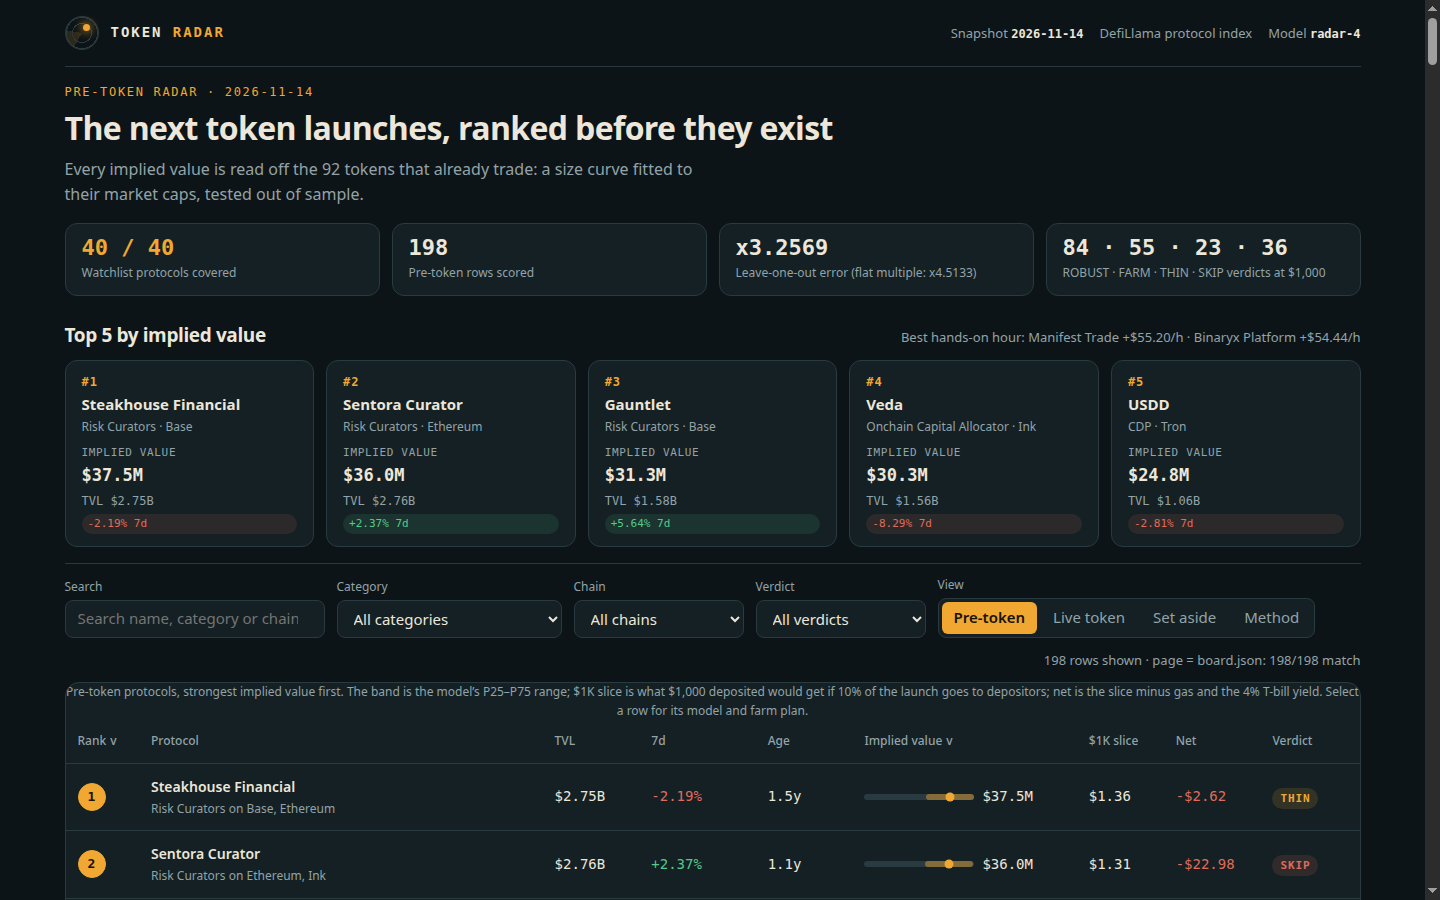 TOKEN RADAR
Snapshot 2026-11-14 DefiLlama protocol index Model radar-4
PRE-TOKEN RADAR · 2026-11-14
The next token launches, ranked before they exist
Every implied value is read off the 92 tokens that already trade: a size curve fitted to
their market caps, tested out of sample.
40 / 40
Watchlist protocols covered
198
Pre-token rows scored
x3.2569
Leave-one-out error (flat multiple: x4.5133)
84 · 55 · 23 · 36
ROBUST · FARM · THIN · SKIP verdicts at $1,000
Top 5 by implied value
Best hands-on hour: Manifest Trade +$55.20/h · Binaryx Platform +$54.44/h
#1
Steakhouse Financial
Risk Curators · Base
IMPLIED VALUE
$37.5M
TVL $2.75B
-2.19% 7d
#2
Sentora Curator
Risk Curators · Ethereum
IMPLIED VALUE
$36.0M
TVL $2.76B
+2.37% 7d
#3
Gauntlet
Risk Curators · Base
IMPLIED VALUE
$31.3M
TVL $1.58B
+5.64% 7d
#4
Veda
Onchain Capital Allocator · Ink
IMPLIED VALUE
$30.3M
TVL $1.56B
-8.29% 7d
#5
USDD
CDP · Tron
IMPLIED VALUE
$24.8M
TVL $1.06B
-2.81% 7d
Search
Search name, category or chain
Category
All categories
Chain
All chains
Verdict
All verdicts
View
Pre-token Live token Set aside Method
198 rows shown · page = board.json: 198/198 match
Pre-token protocols, strongest implied value first. The band is the model's P25–P75 range; $1K slice is what $1,000 deposited would get if 10% of the launch goes to depositors; net is the slice minus gas and the 4% T-bill yield. Select
a row for its model and farm plan.
Rank v Protocol TVL 7d Age Implied value v $1K slice Net Verdict
1 Steakhouse Financial $2.75B -2.19% 1.5y $37.5M $1.36 -$2.62 THIN
Risk Curators on Base, Ethereum
2 Sentora Curator $2.76B +2.37% 1.1y $36.0M $1.31 -$22.98 SKIP
Risk Curators on Ethereum, Ink